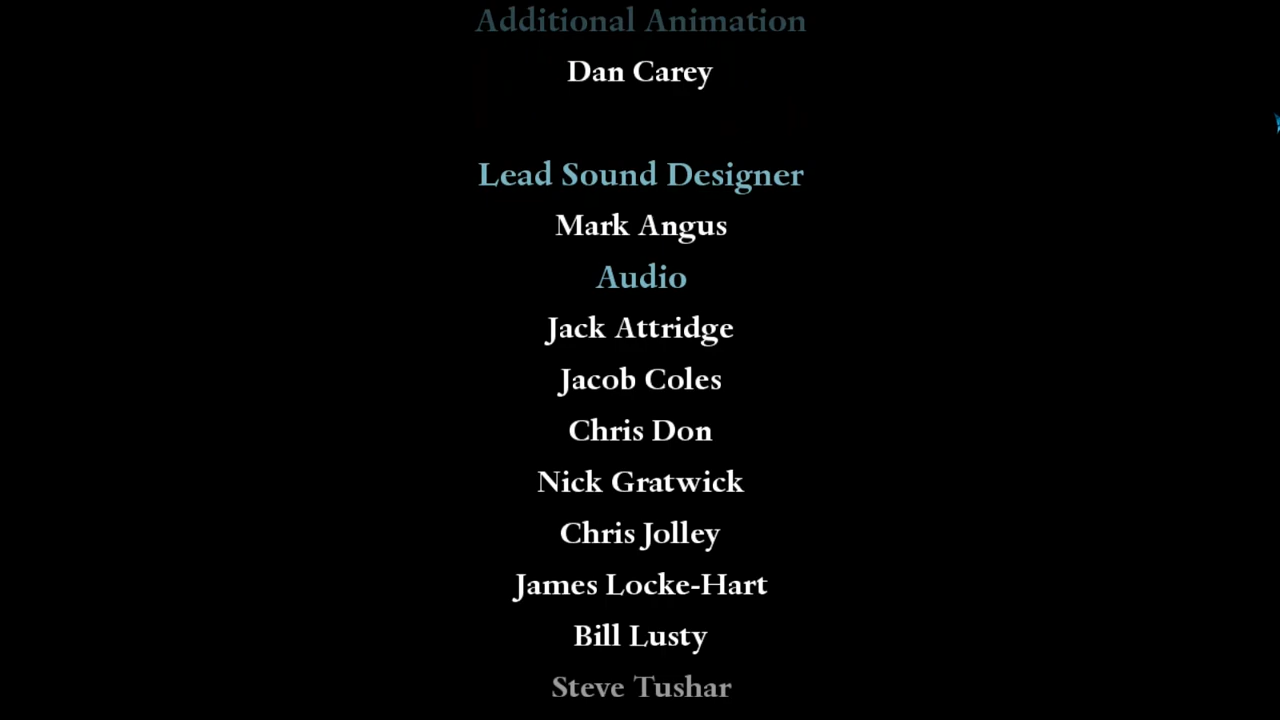 Additional Animation
Dan Carey
Lead Sound Designer
Mark Angus
Audio
Jack Attridge
Jacob Coles
Chris Don
Nick Gratwick
Chris Jolley
James Locke-Hart
Bill Lusty
Steve Tushar